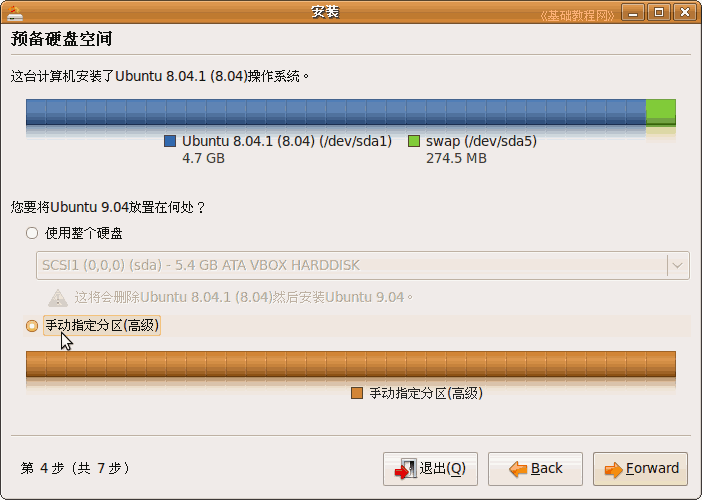 安装
《基础教程网》
预备硬盘空间
这台计算机安装了Ubuntu 8.04.1 (8.04)操作系统。
Ubuntu 8.04.1 (8.04) (/dev/sda1)
4.7 GB
swap (/dev/sda5)
274.5 MB
您要将Ubuntu 9.04放置在何处？
使用整个硬盘
SCSI1 (0,0,0) (sda) - 5.4 GB ATA VBOX HARDDISK
这将会删除Ubuntu 8.04.1 (8.04)然后安装Ubuntu 9.04。
手动指定分区(高级)
手动指定分区(高级)
第 4 步（共 7 步）
退出(Q)
Back
Forward